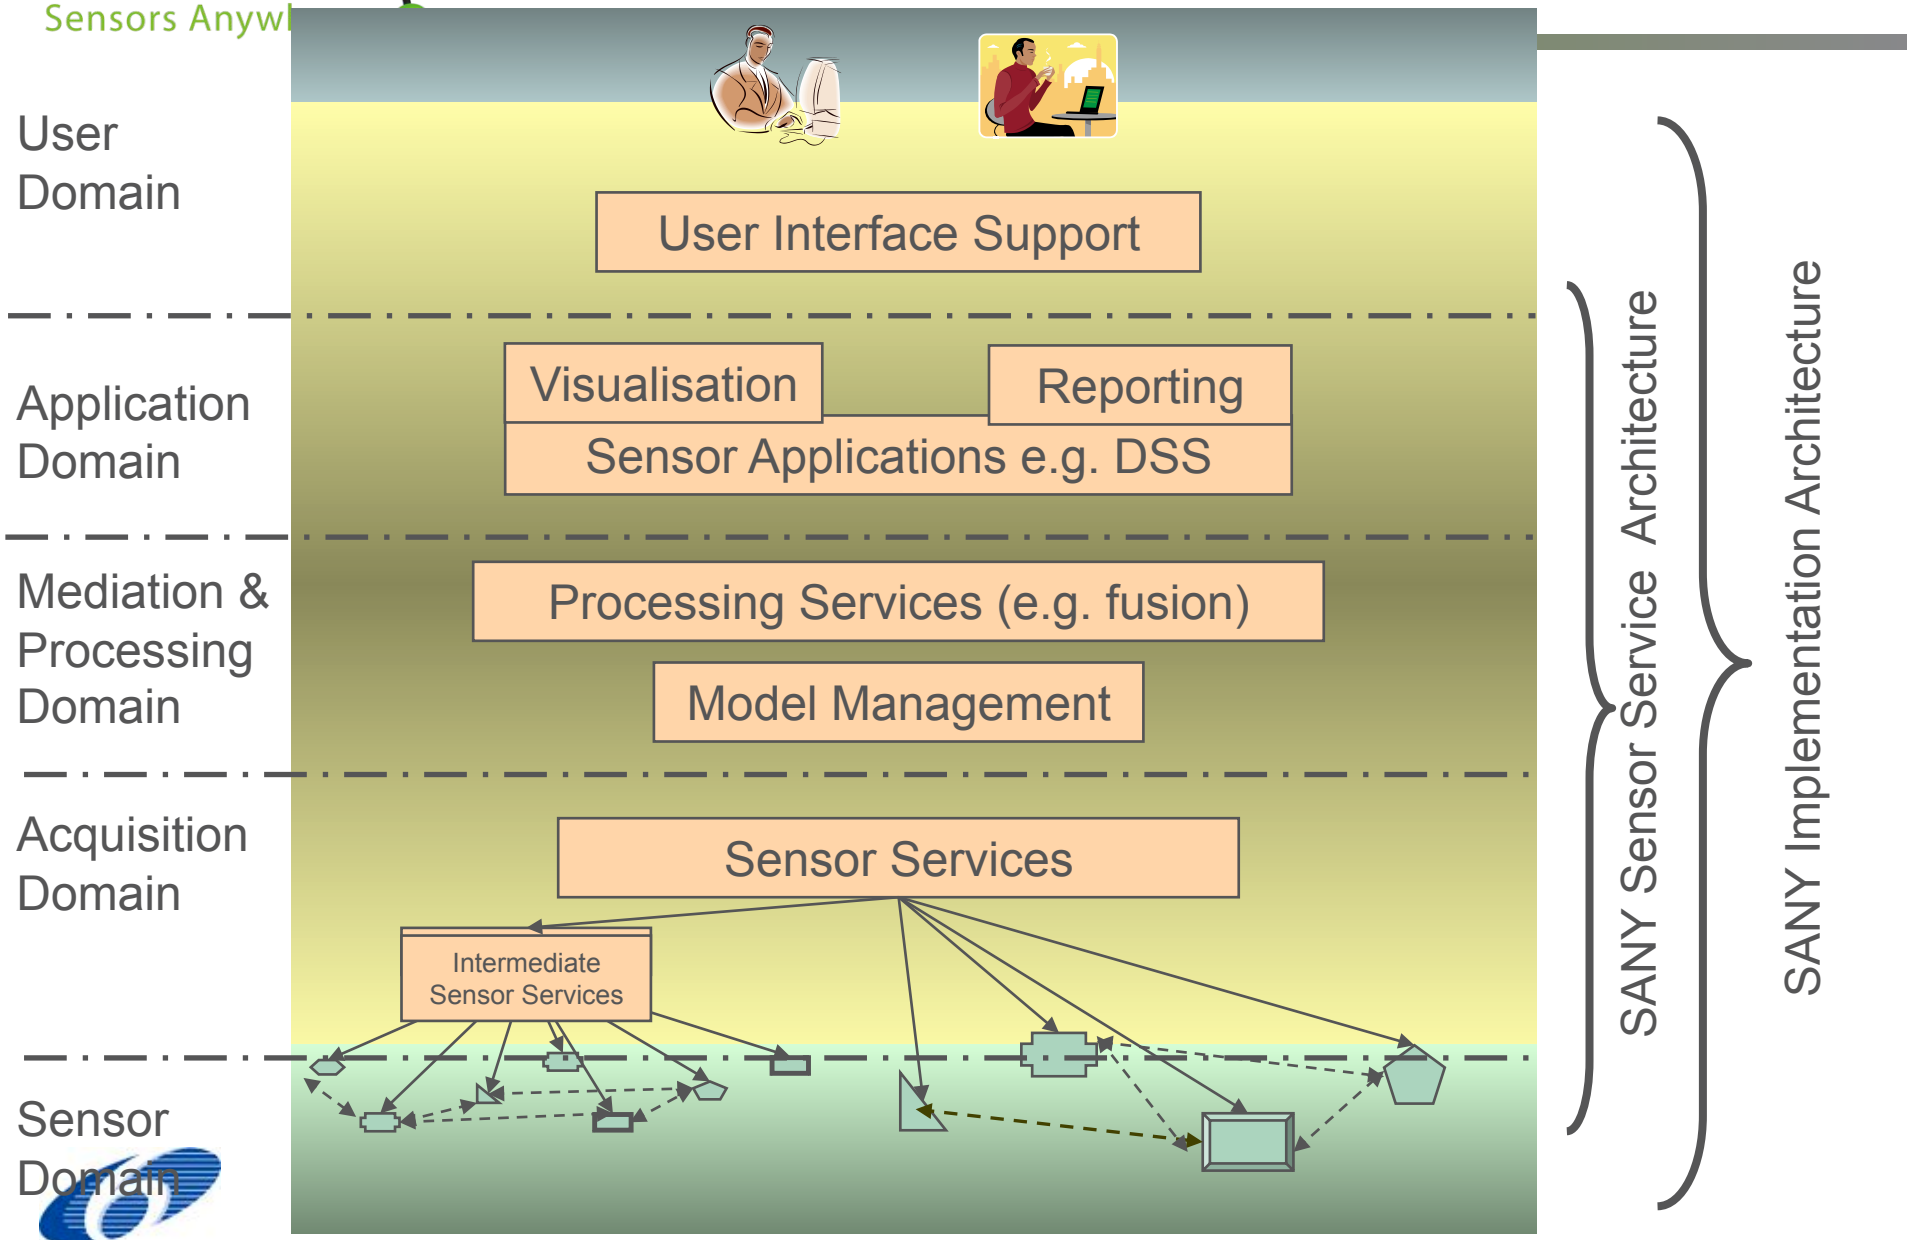 Sensors Anywh
User
Domain
User Interface Support
Application
Domain
Visualisation
Reporting
Sensor Applications e.g. DSS
Mediation &
Processing
Domain
Processing Services (e.g. fusion)
Model Management
Acquisition
Domain
Sensor Services
Intermediate
Sensor Services
Sensor
Domain
SANY Sensor Service Architecture
SANY Implementation Architecture